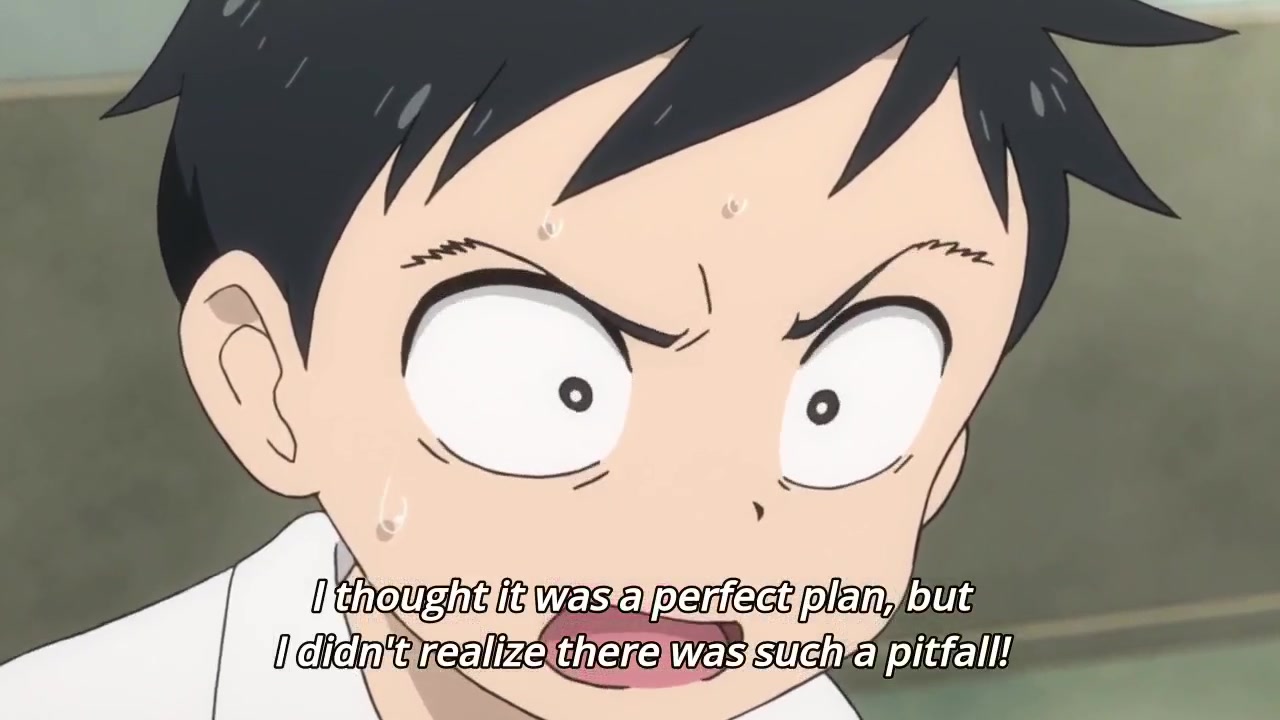 I thought it was a perfect plan, but
I didn't realize there was such a pitfall!